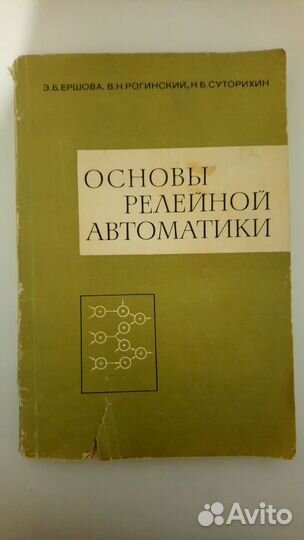 Э.Б.ЕРШОВА, В.Н.РОГИНСКИЙ, Н.Б.СУТОРИХИН
ОСНОВЫ
РЕЛЕЙНОЙ
АВТОМАТИКИ
Avito